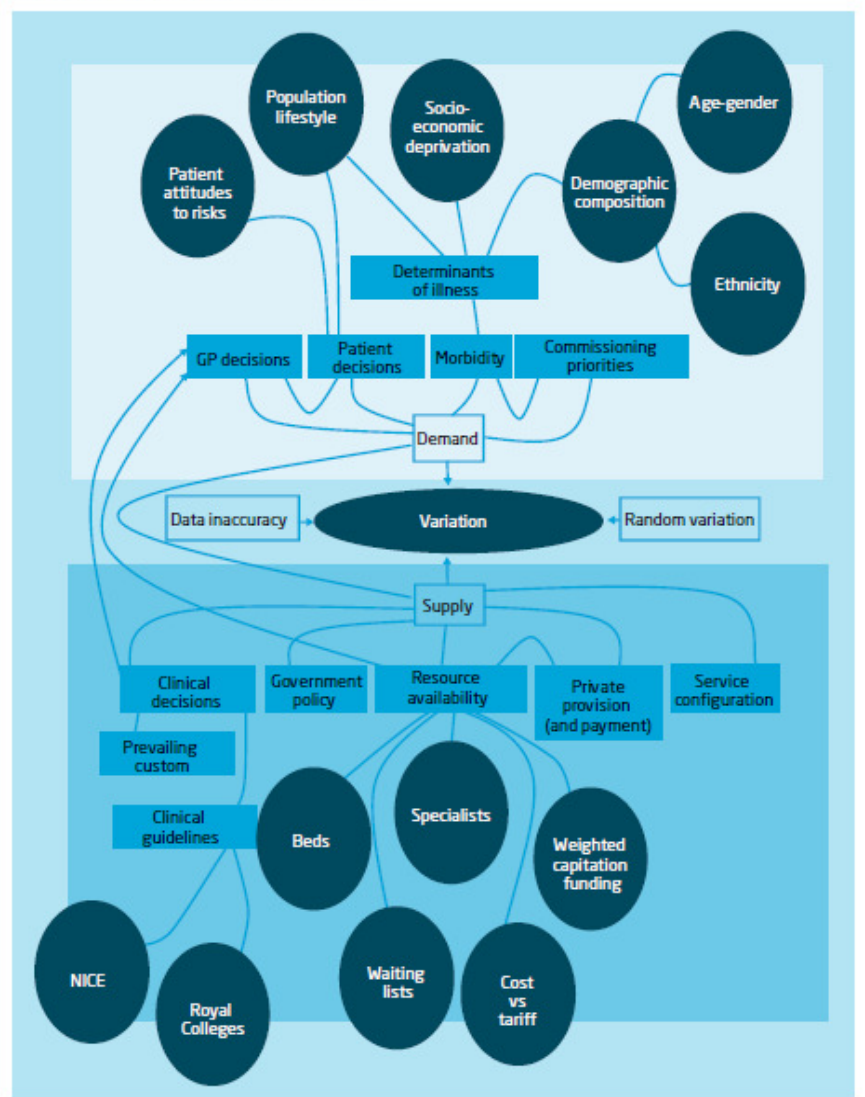 Population
lifestyle
Socio-
economic
deprivation
Age-gender
Patient
attitudes
to risks
Demographic
composition
Ethnicity
Determinants
of illness
GP decisions
Patient
decisions
Morbidity
Commissioning
priorities
Demand
Data inaccuracy
Variation
Random variation
Supply
Clinical
decisions
Government
policy
Resource
availability
Private
provision
(and payment)
Service
configuration
Prevailing
custom
Clinical
guidelines
Beds
Specialists
Weighted
capitation
funding
NICE
Royal
Colleges
Waiting
lists
Cost
vs
tariff